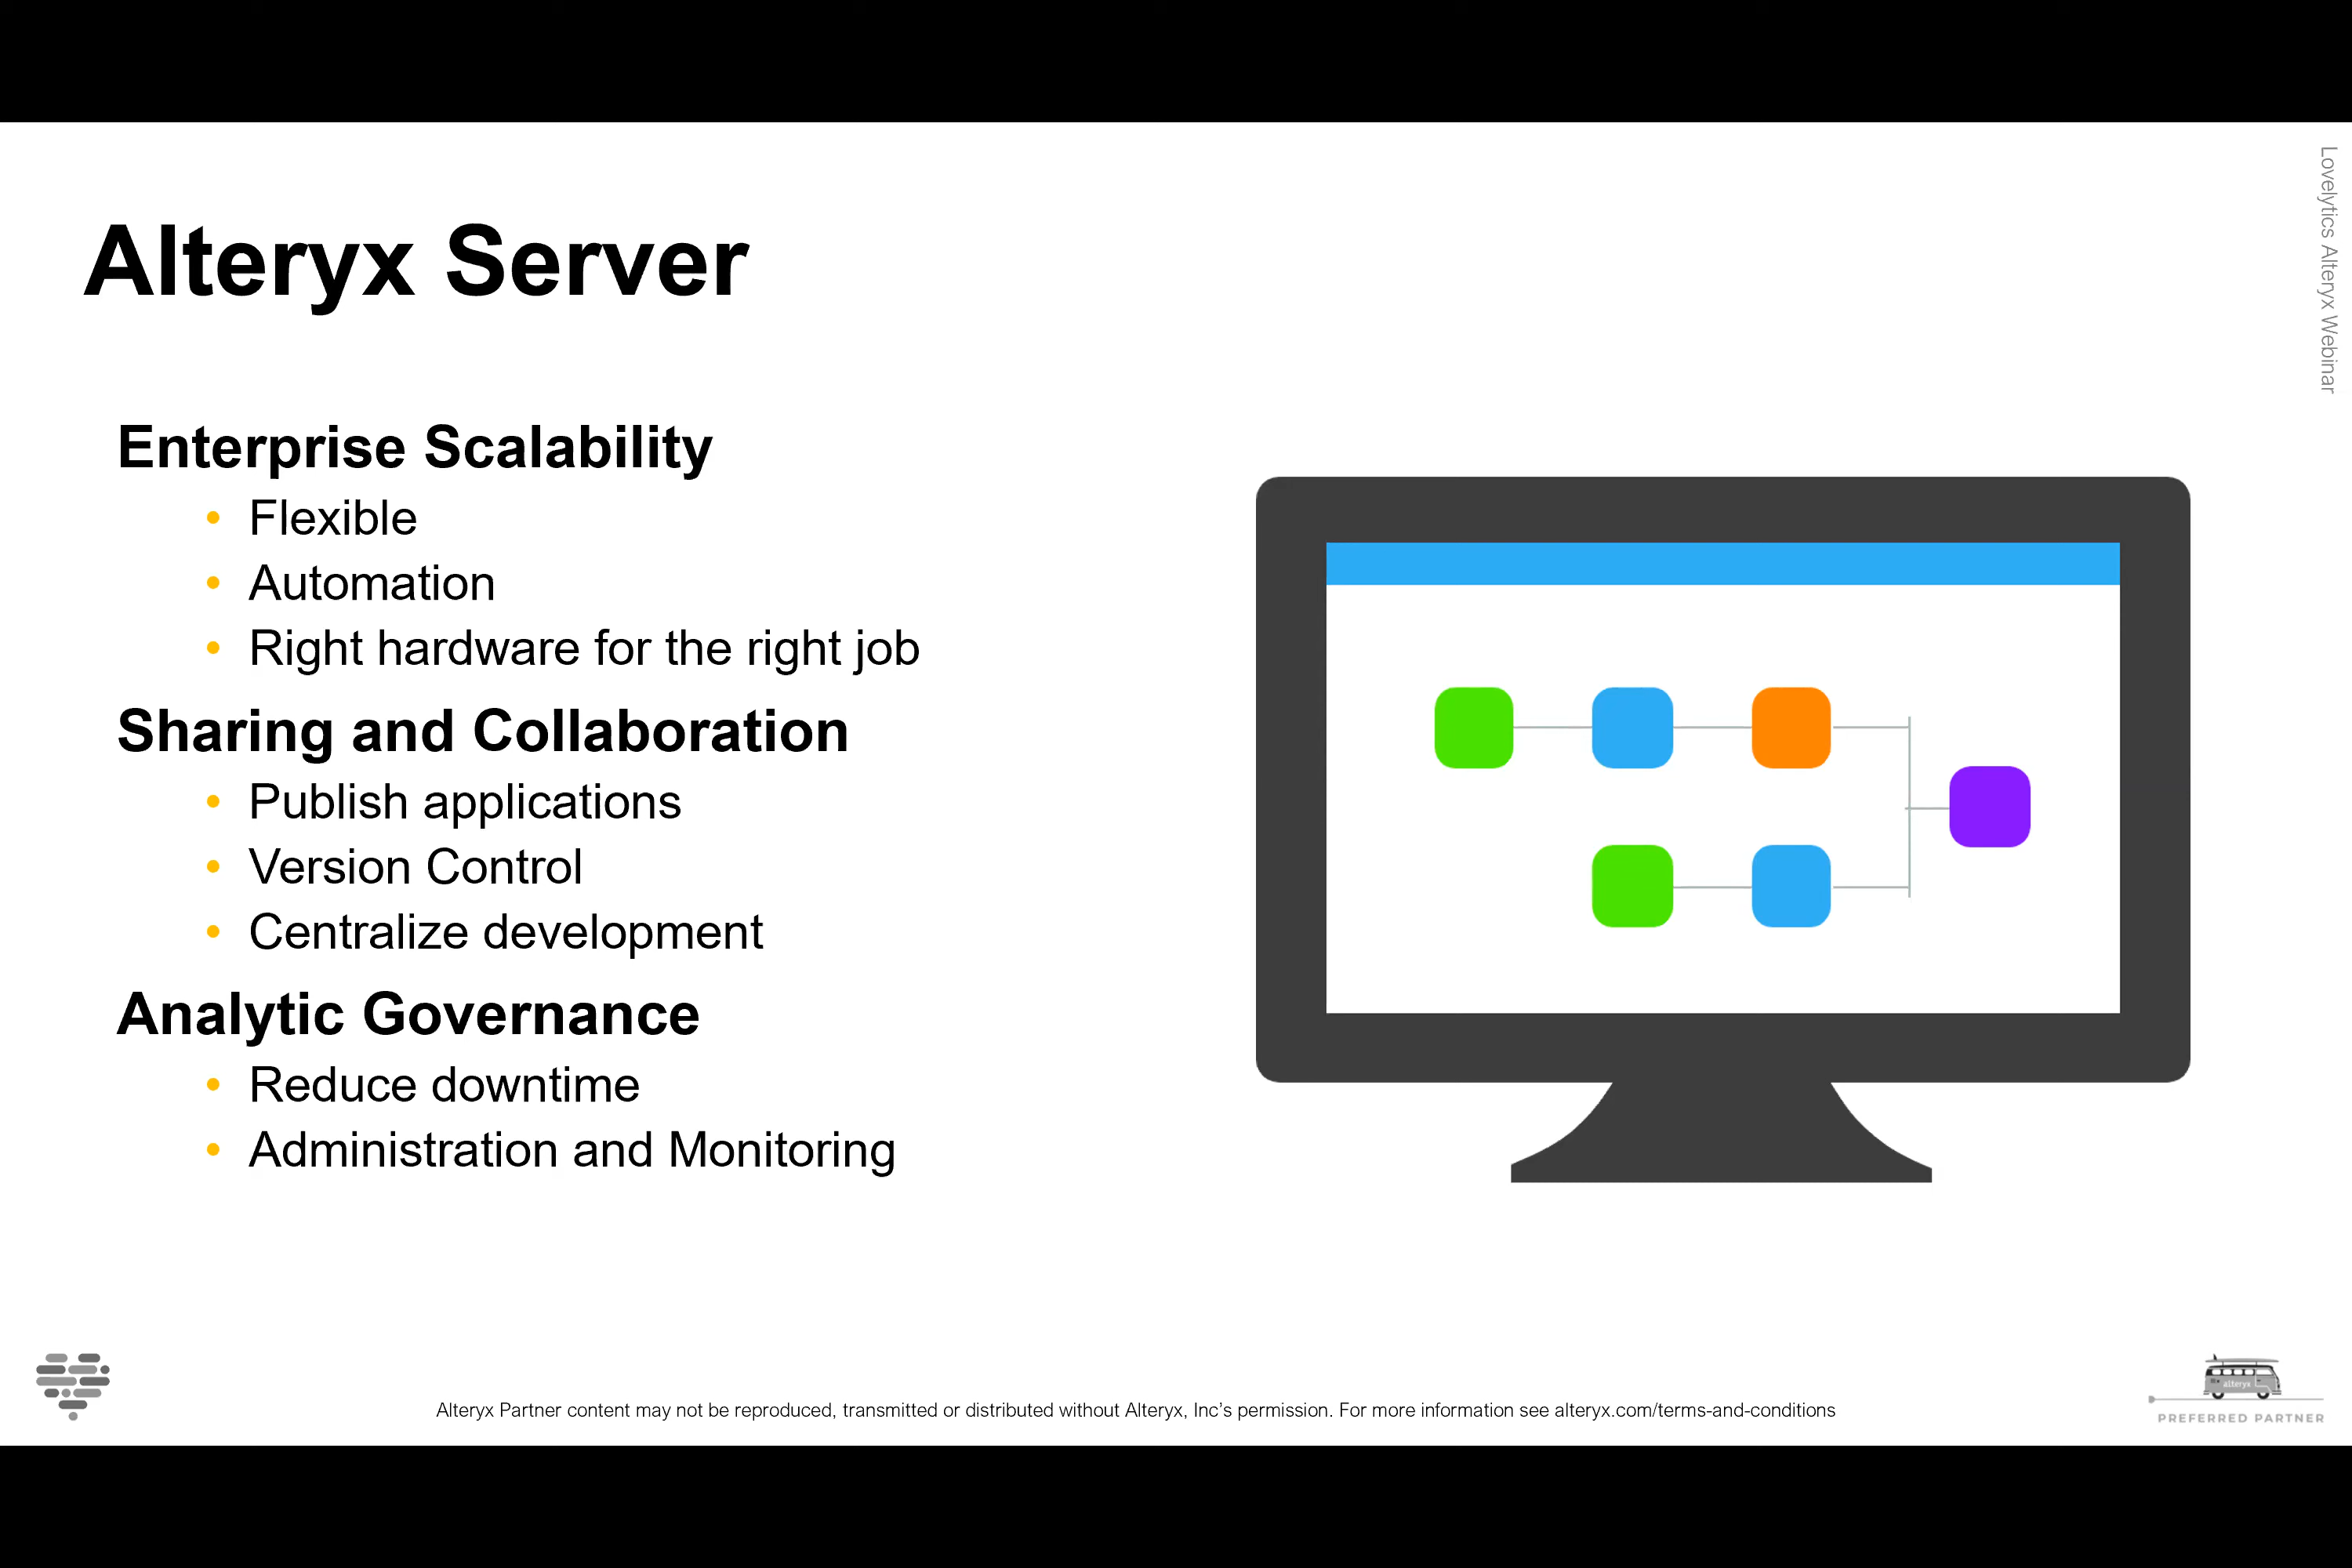 Lovelytics Alteryx Webinar
Alteryx Server
Enterprise Scalability
• Flexible
• Automation
• Right hardware for the right job
Sharing and Collaboration
• Publish applications
• Version Control
• Centralize development
Analytic Governance
• Reduce downtime
• Administration and Monitoring
Alteryx Partner content may not be reproduced, transmitted or distributed without Alteryx, Inc’s permission. For more information see alteryx.com/terms-and-conditions
alteryx
PREFERRED PARTNER